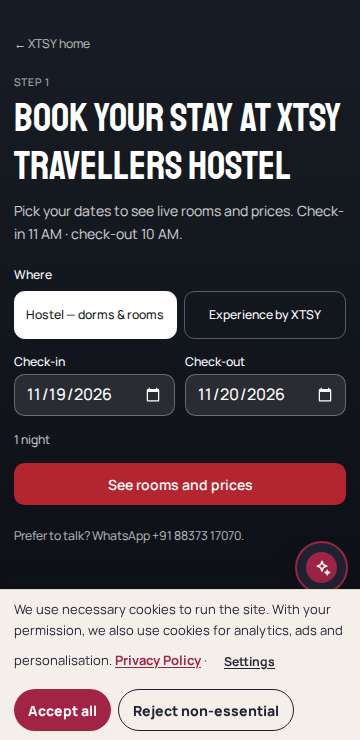 ← XTSY home
STEP 1
BOOK YOUR STAY AT XTSY
TRAVELLERS HOSTEL
Pick your dates to see live rooms and prices. Check-
in 11 AM · check-out 10 AM.
Where
Hostel — dorms & rooms
Experience by XTSY
Check-in
Check-out
11/19/2026
11/20/2026
1 night
See rooms and prices
Prefer to talk? WhatsApp +91 88373 17070.
We use necessary cookies to run the site. With your
permission, we also use cookies for analytics, ads and
personalisation. Privacy Policy · Settings
Accept all
Reject non-essential